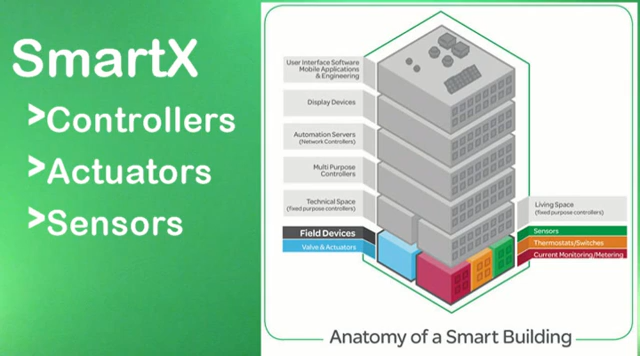 SmartX
>Controllers
>Actuators
>Sensors
User Interface Software
Mobile Applications
& Engineering
Display Devices
Automation Servers
(Network Controllers)
Multi Purpose
Controllers
Technical Space
(fixed purpose controllers)
Field Devices
Valve & Actuators
Living Space
(fixed purpose controllers)
Sensors
Thermostats/Switches
Current Monitoring/Metering
Anatomy of a Smart Building